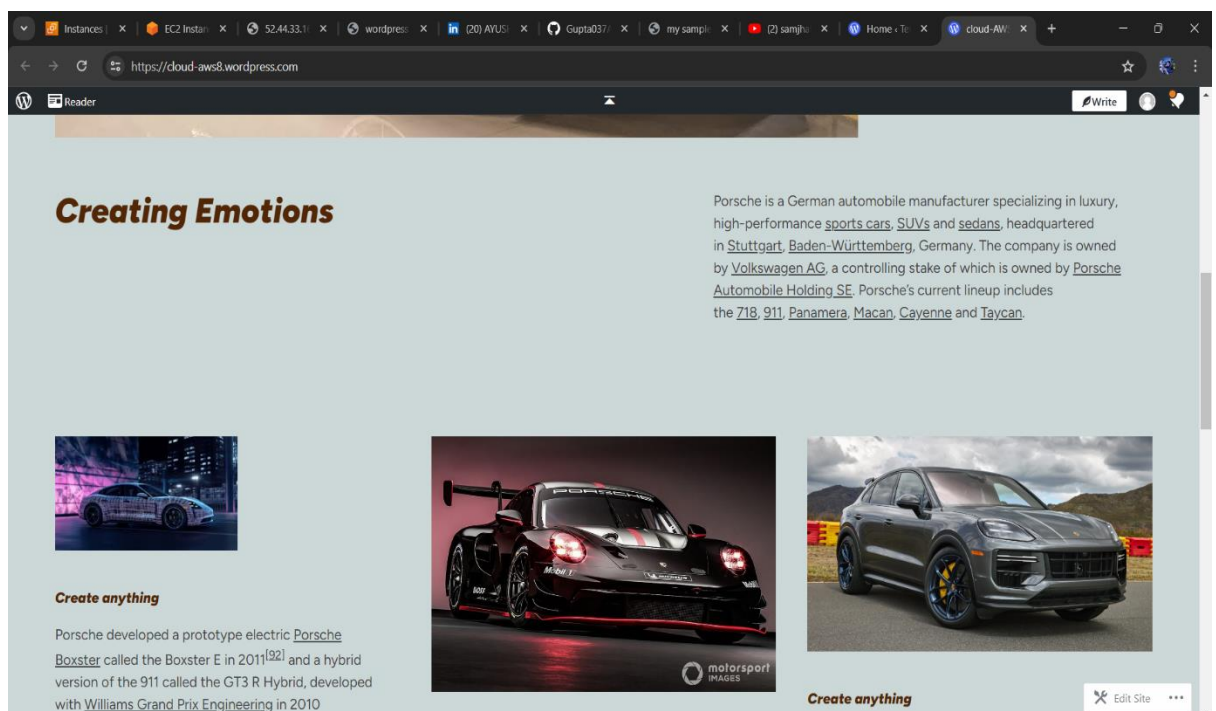 Instances
EC2 Instan
52.44.33.1
wordpress
(20) AYUSH
Gupta037/
my sample
(2) samjha
Home ‹ Te
cloud-AWS
https://cloud-aws8.wordpress.com
Reader
Write
Creating Emotions
Porsche is a German automobile manufacturer specializing in luxury,
high-performance sports cars, SUVs and sedans, headquartered
in Stuttgart, Baden-Württemberg, Germany. The company is owned
by Volkswagen AG, a controlling stake of which is owned by Porsche
Automobile Holding SE. Porsche’s current lineup includes
the 718, 911, Panamera, Macan, Cayenne and Taycan.
PORSCHE
Mobil 1
motorsport
IMAGES
Create anything
Porsche developed a prototype electric Porsche
Boxster called the Boxster E in 2011[92] and a hybrid
version of the 911 called the GT3 R Hybrid, developed
with Williams Grand Prix Engineering in 2010
Create anything
Edit Site